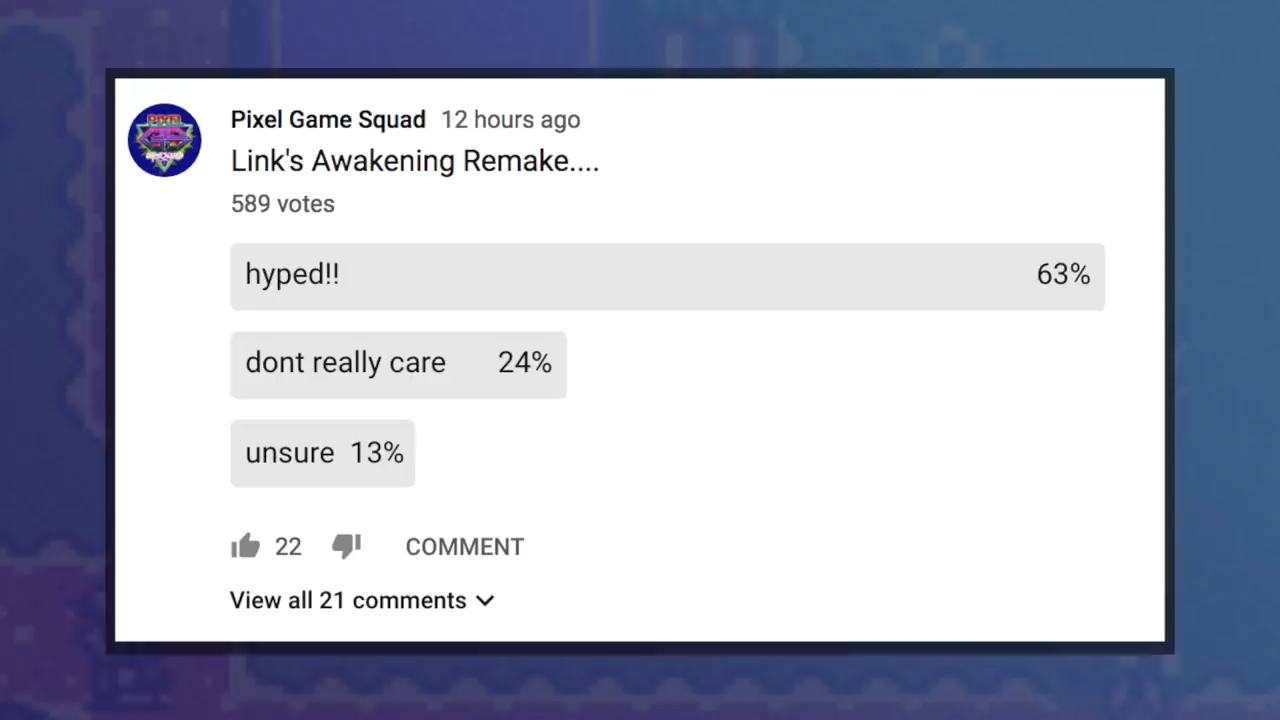 Pixel Game Squad 12 hours ago
Link's Awakening Remake....
589 votes
hyped!! 63%
dont really care 24%
unsure 13%
22 COMMENT
View all 21 comments